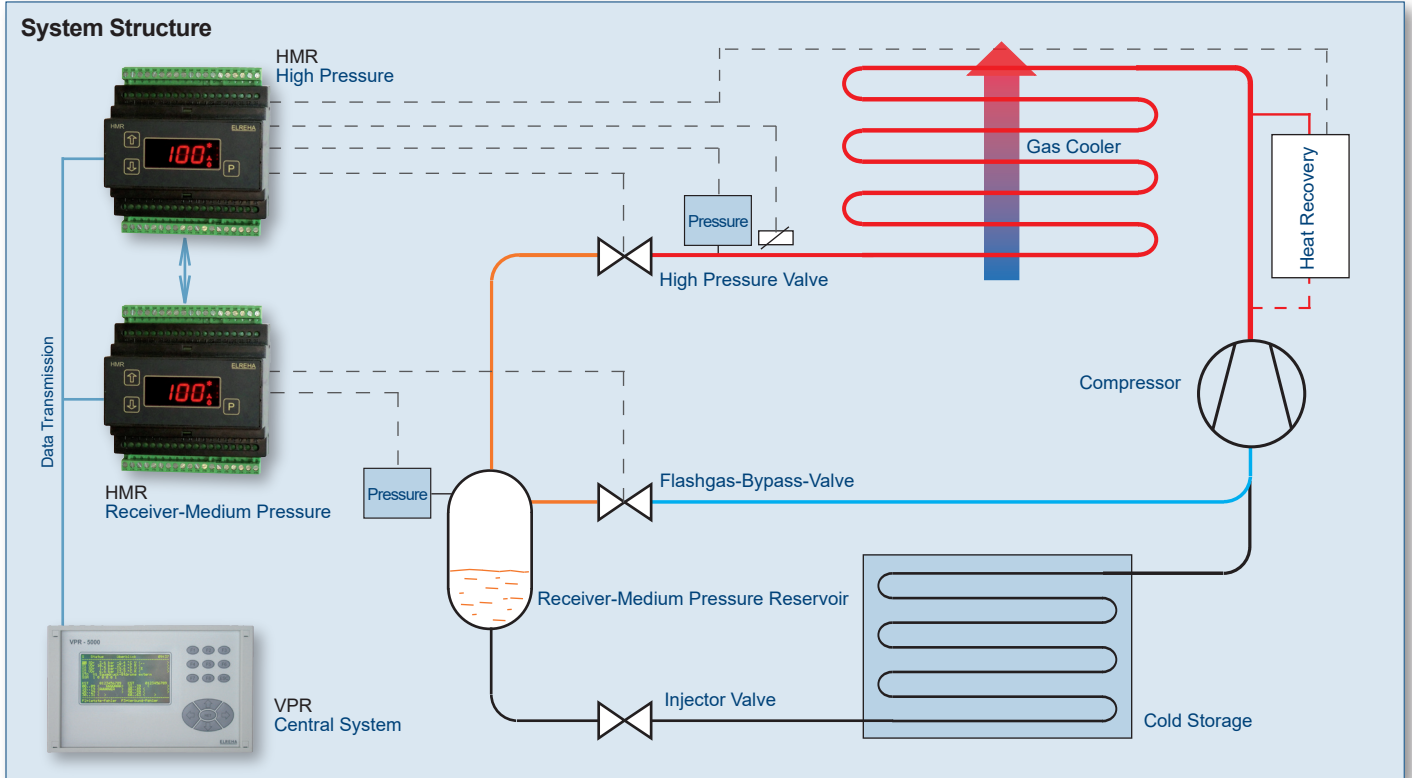 System Structure
HMR
High Pressure
HMR
ELREHA
100°
P
Gas Cooler
Heat Recovery
Pressure
High Pressure Valve
Data Transmission
HMR
ELREHA
100°
P
Compressor
HMR
Receiver-Medium Pressure
Pressure
Flashgas-Bypass-Valve
Receiver-Medium Pressure Reservoir
VPR - 5000
ELREHA
VPR
Central System
Injector Valve
Cold Storage